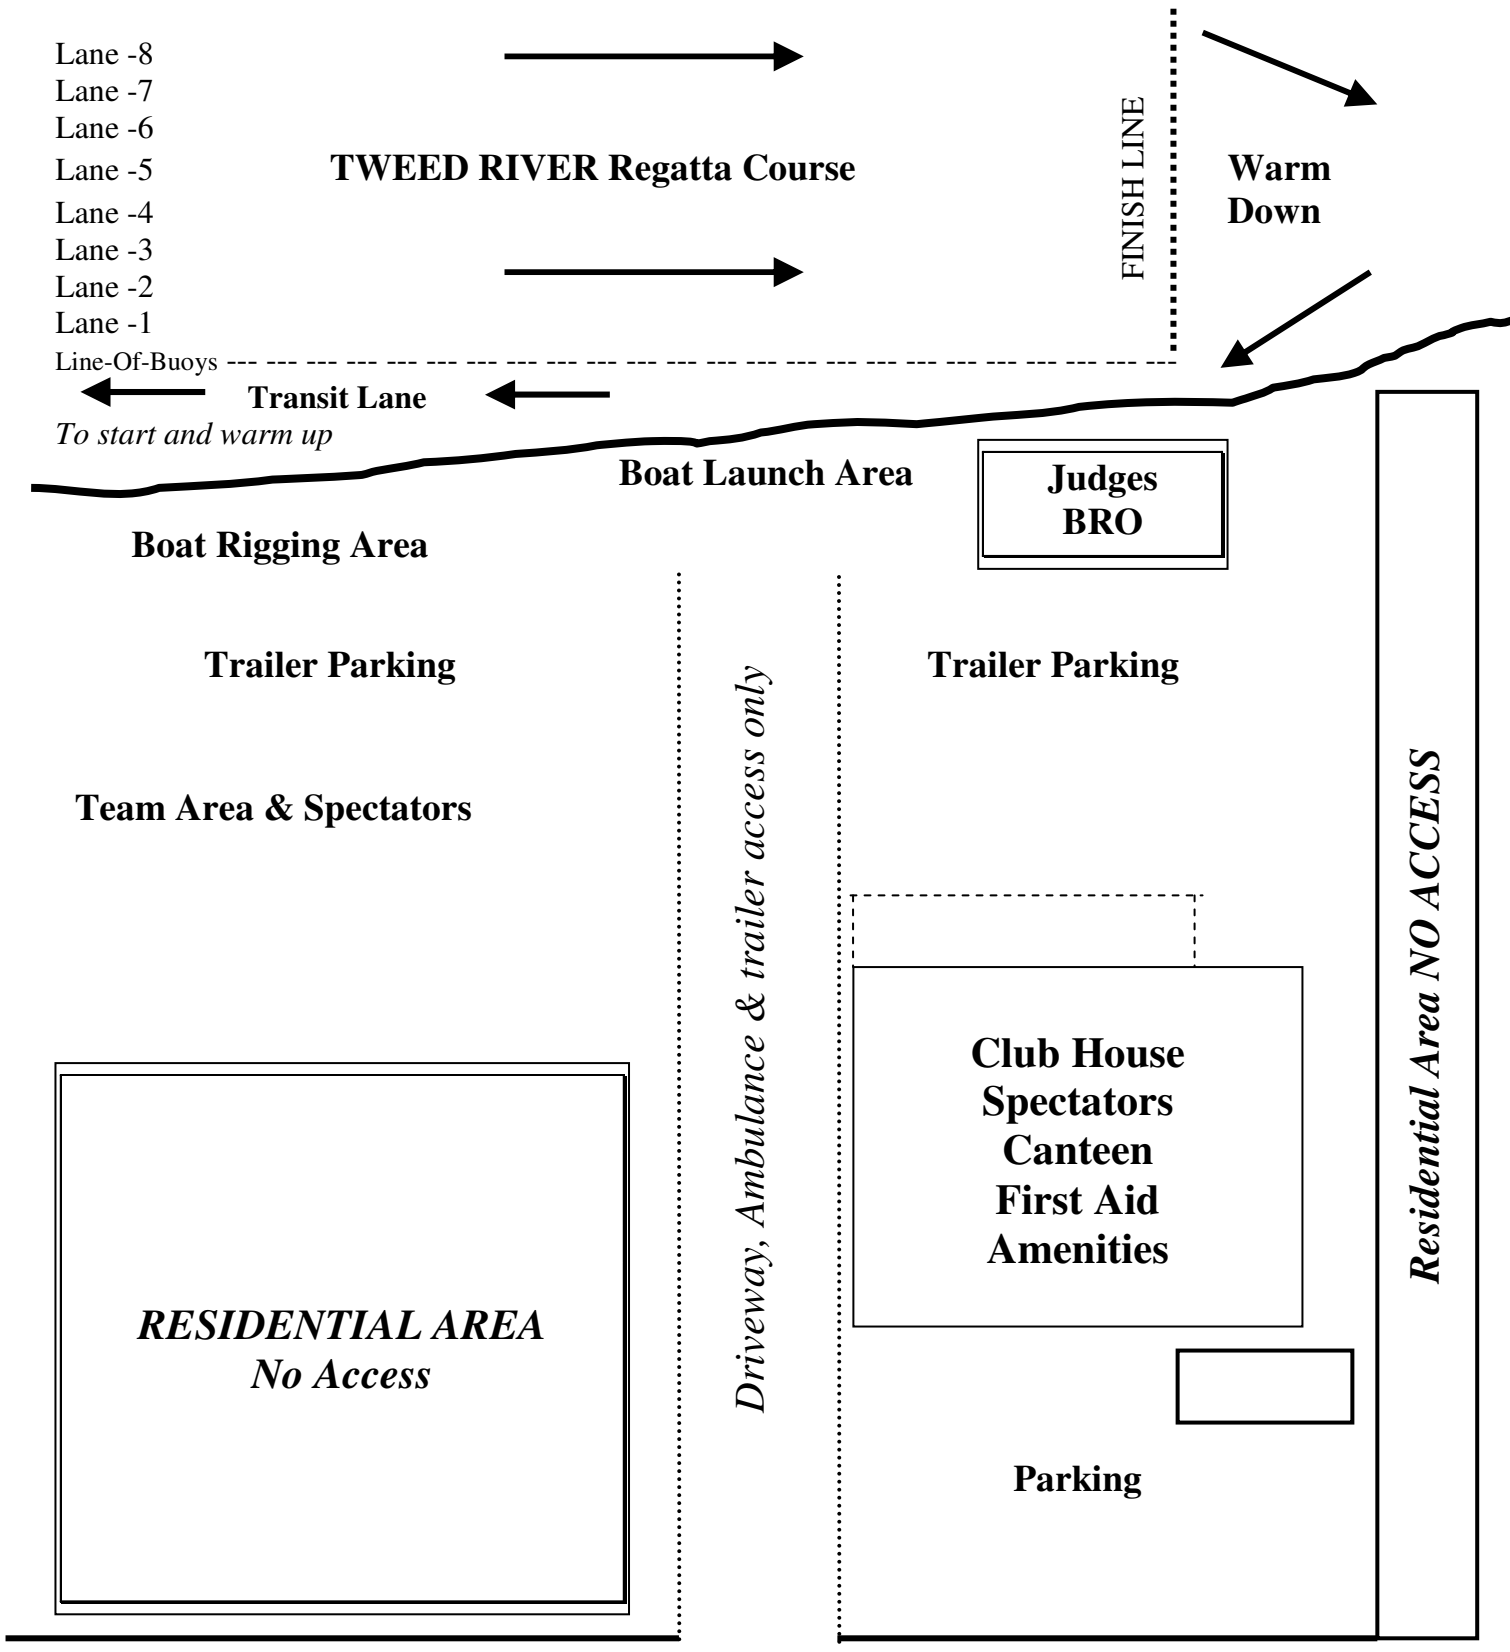 Lane -8
Lane -7
Lane -6
Lane -5
Lane -4
Lane -3
Lane -2
Lane -1
TWEED RIVER Regatta Course
FINISH LINE
Warm
Down
Line-Of-Buoys
Transit Lane
To start and warm up
Boat Launch Area
Judges
BRO
Boat Rigging Area
Trailer Parking
Trailer Parking
Team Area & Spectators
Driveway, Ambulance & trailer access only
Residential Area NO ACCESS
Club House
Spectators
Canteen
First Aid
Amenities
RESIDENTIAL AREA
No Access
Parking